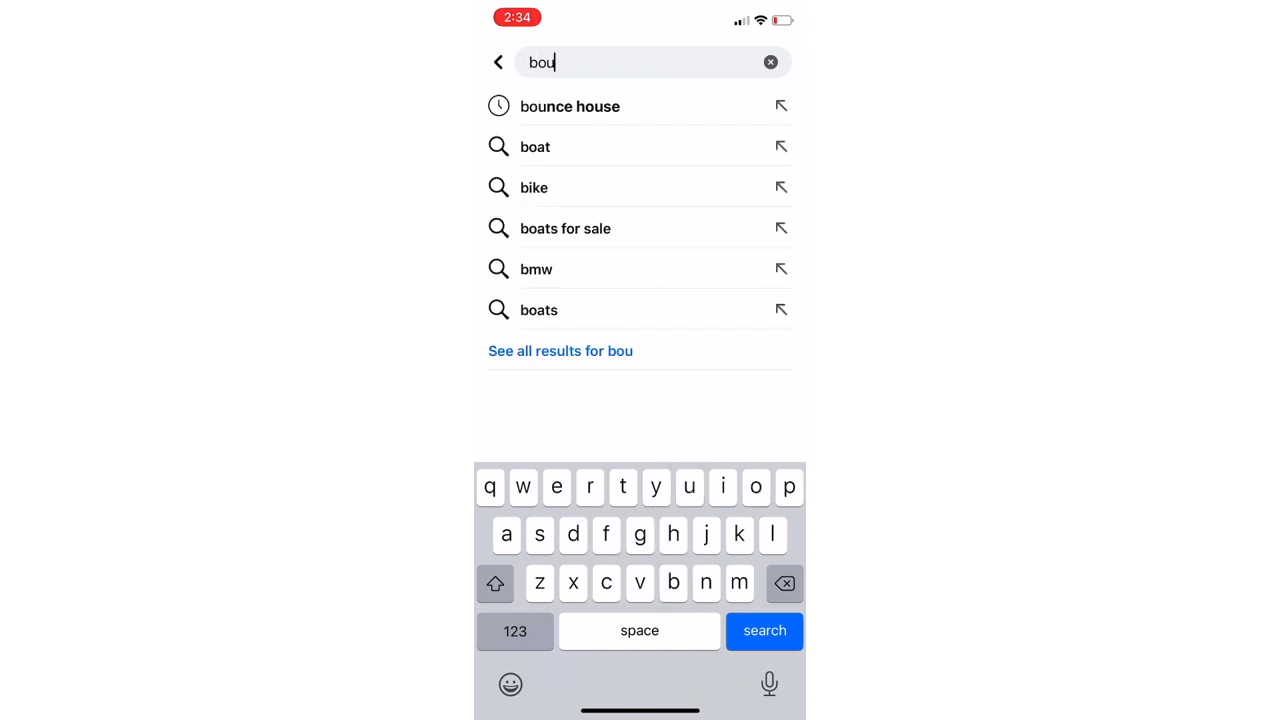 2:34
bou
bounce house
boat
bike
boats for sale
bmw
boats
See all results for bou
q w e r t y u i o p
a s d f g h j k l
z x c v b n m
123 space search